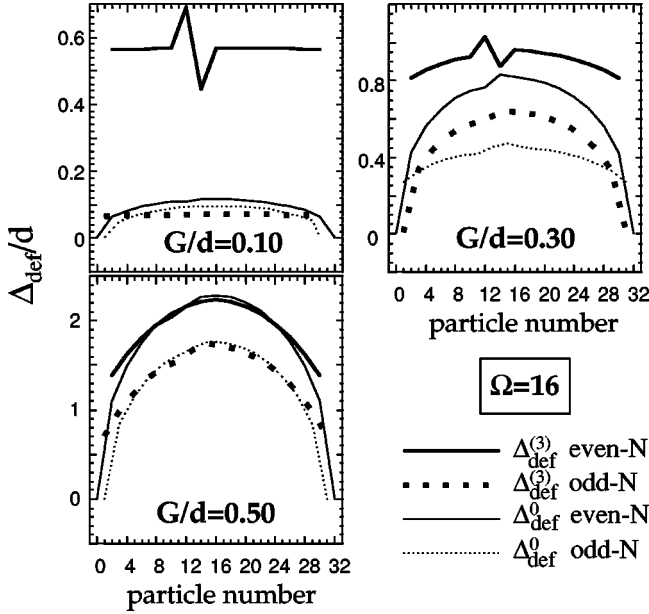 0.6
0.4
0.2
0
G/d=0.10
0.8
0.4
0
G/d=0.30
0 4 8 12 16 20 24 28 32
particle number
Δdef/d
2
1
0
G/d=0.50
0 4 8 12 16 20 24 28 32
particle number
Ω=16
Δ(3)def even-N
Δ(3)def odd-N
Δ0def even-N
Δ0def odd-N